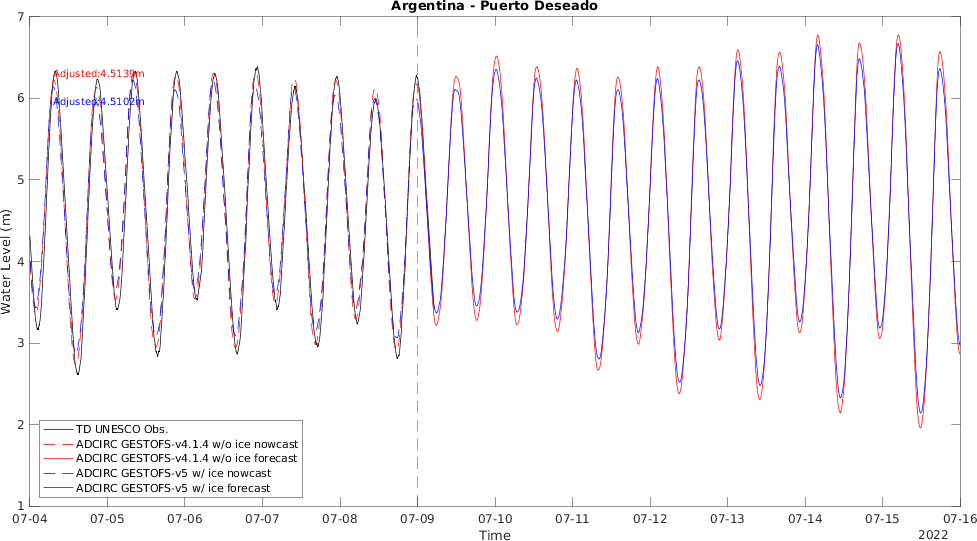 Argentina - Puerto Deseado
7
6
5
4
3
2
1
Water Level (m)
Adjusted:4.5139m
Adjusted:4.5102m
TD UNESCO Obs.
ADCIRC GESTOFS-v4.1.4 w/o ice nowcast
ADCIRC GESTOFS-v4.1.4 w/o ice forecast
ADCIRC GESTOFS-v5 w/ ice nowcast
ADCIRC GESTOFS-v5 w/ ice forecast
07-04 07-05 07-06 07-07 07-08 07-09 07-10 07-11 07-12 07-13 07-14 07-15 07-16
Time
2022